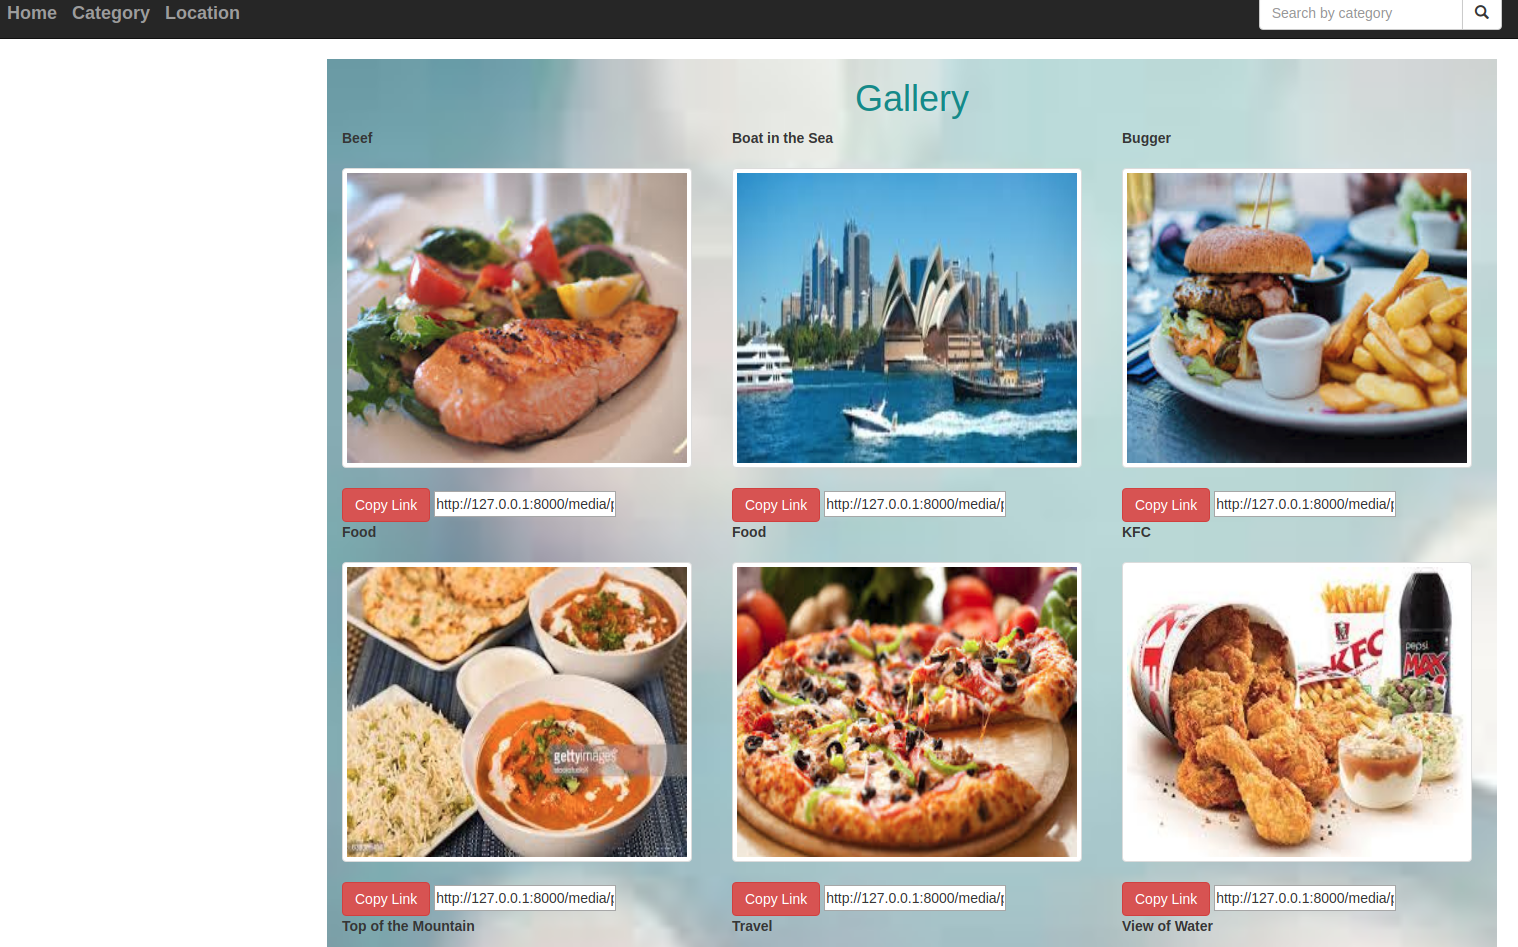 Home Category Location
Search by category
Gallery
Beef
Boat in the Sea
Bugger
Copy Link http://127.0.0.1:8000/media/p
Copy Link http://127.0.0.1:8000/media/p
Copy Link http://127.0.0.1:8000/media/p
Food
Food
KFC
gettyimages
KFC
pepsi
MAX
Copy Link http://127.0.0.1:8000/media/p
Copy Link http://127.0.0.1:8000/media/p
Copy Link http://127.0.0.1:8000/media/p
Top of the Mountain
Travel
View of Water